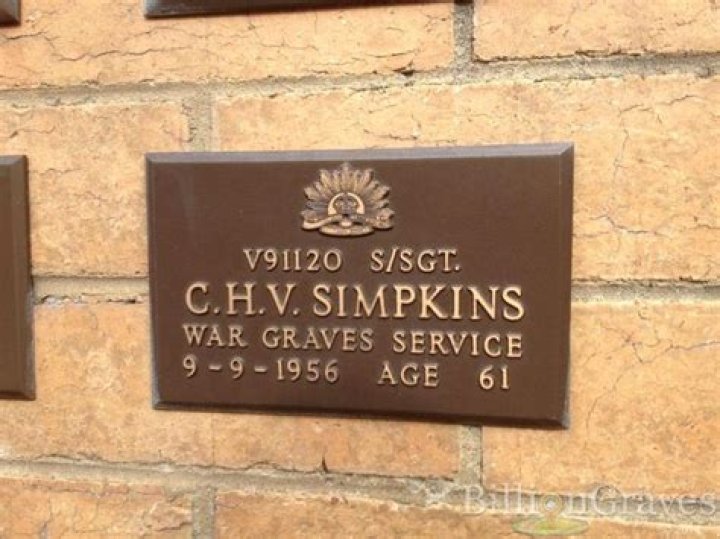 V91120 S/SGT.
C.H.V. SIMPKINS
WAR GRAVES SERVICE
9-9-1956 AGE 61
BillionGraves